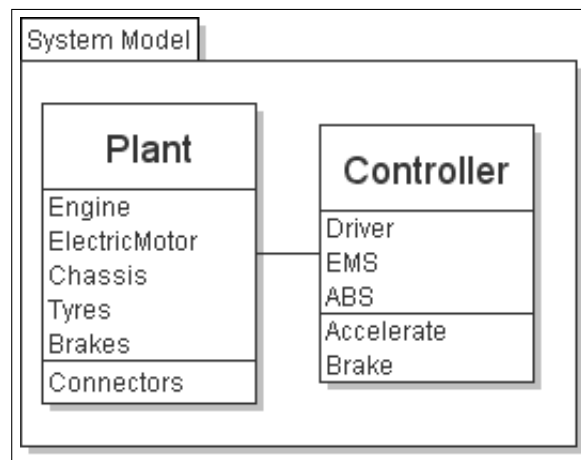 System Model
Plant
Engine
ElectricMotor
Chassis
Tyres
Brakes
Connectors
Controller
Driver
EMS
ABS
Accelerate
Brake